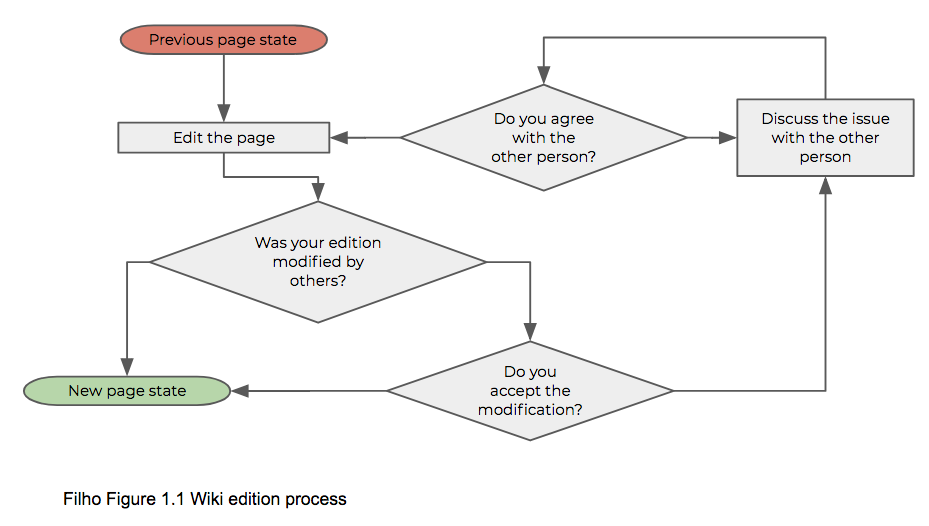 Previous page state
Edit the page
Do you agree
with the
other person?
Discuss the issue
with the other
person
Was your edition
modified by
others?
Do you
accept the
modification?
New page state
Filho Figure 1.1 Wiki edition process